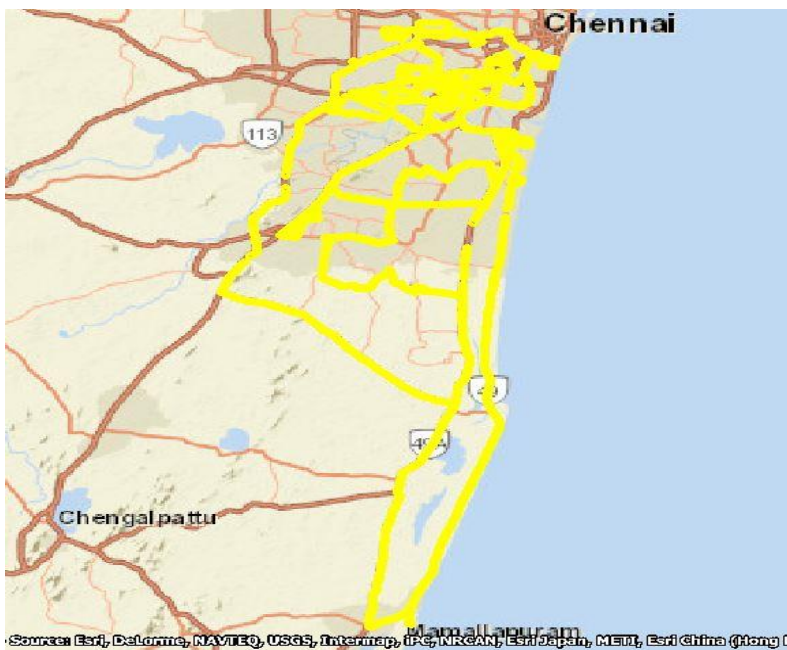 Chennai
113
49
49A
Chengalpattu
Mamallapuram
Source: Esri, DeLorme, NAVTEQ, USGS, Intermap, iPC, NRCAN, Esri Japan, METI, Esri China (Hong